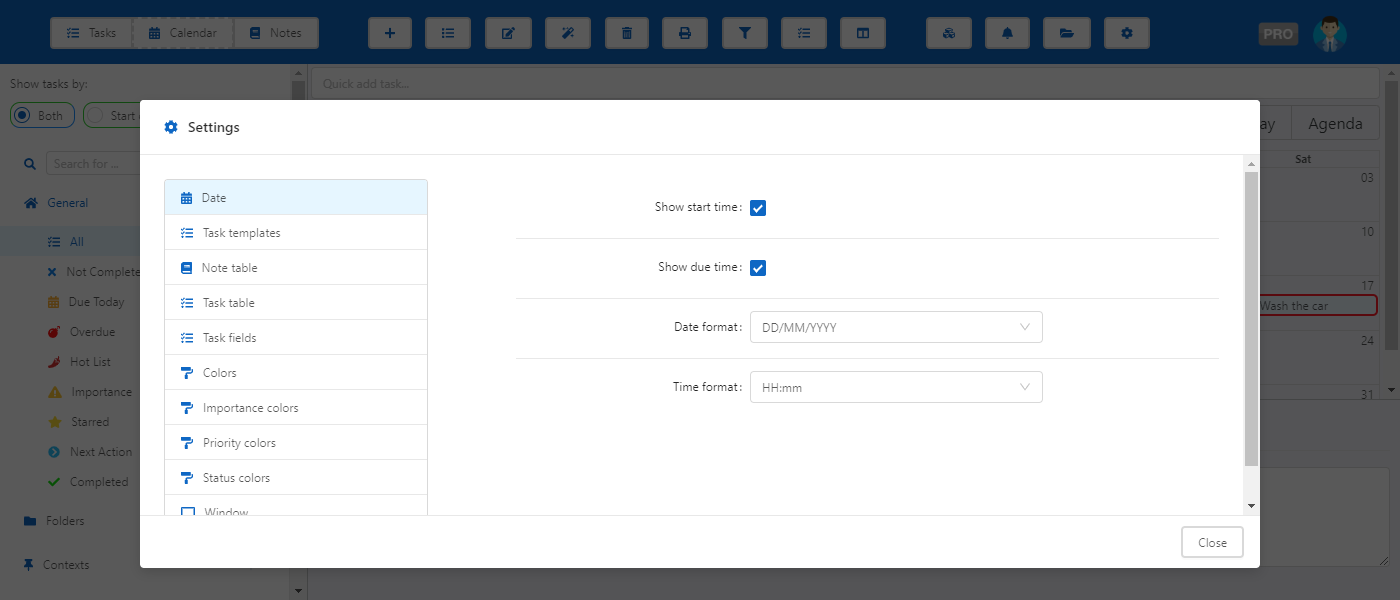 Tasks
Calendar
Notes
PRO
Show tasks by:
Both
Start
Search for ...
General
All
Not Complete
Due Today
Overdue
Hot List
Importance
Starred
Next Action
Completed
Folders
Contexts
Quick add task...
ay
Agenda
Sat
03
10
17
Wash the car
24
31
Settings
Date
Task templates
Note table
Task table
Task fields
Colors
Importance colors
Priority colors
Status colors
Window
Show start time:
Show due time:
Date format: DD/MM/YYYY
Time format: HH:mm
Close